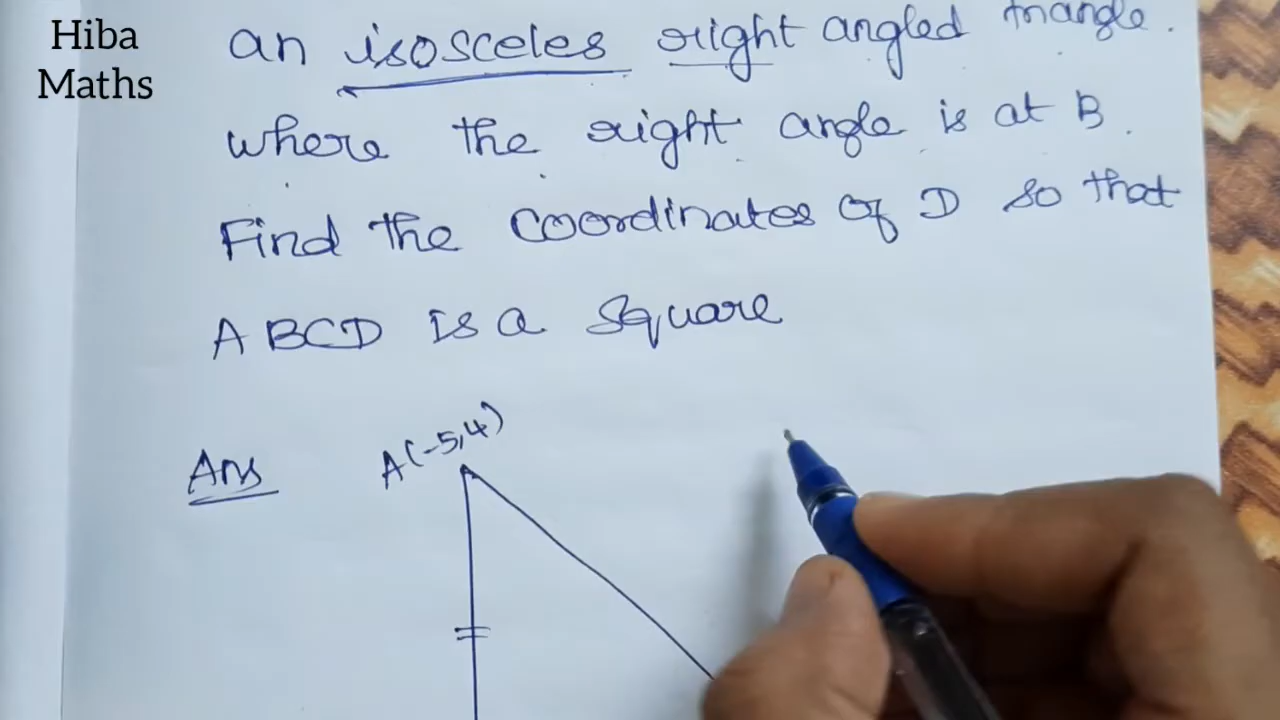 Hiba
Maths
an isosceles right angled triangle.
where the right angle is at B.
Find the coordinates of D so that
ABCD is a square
Ans
A(-5,4)